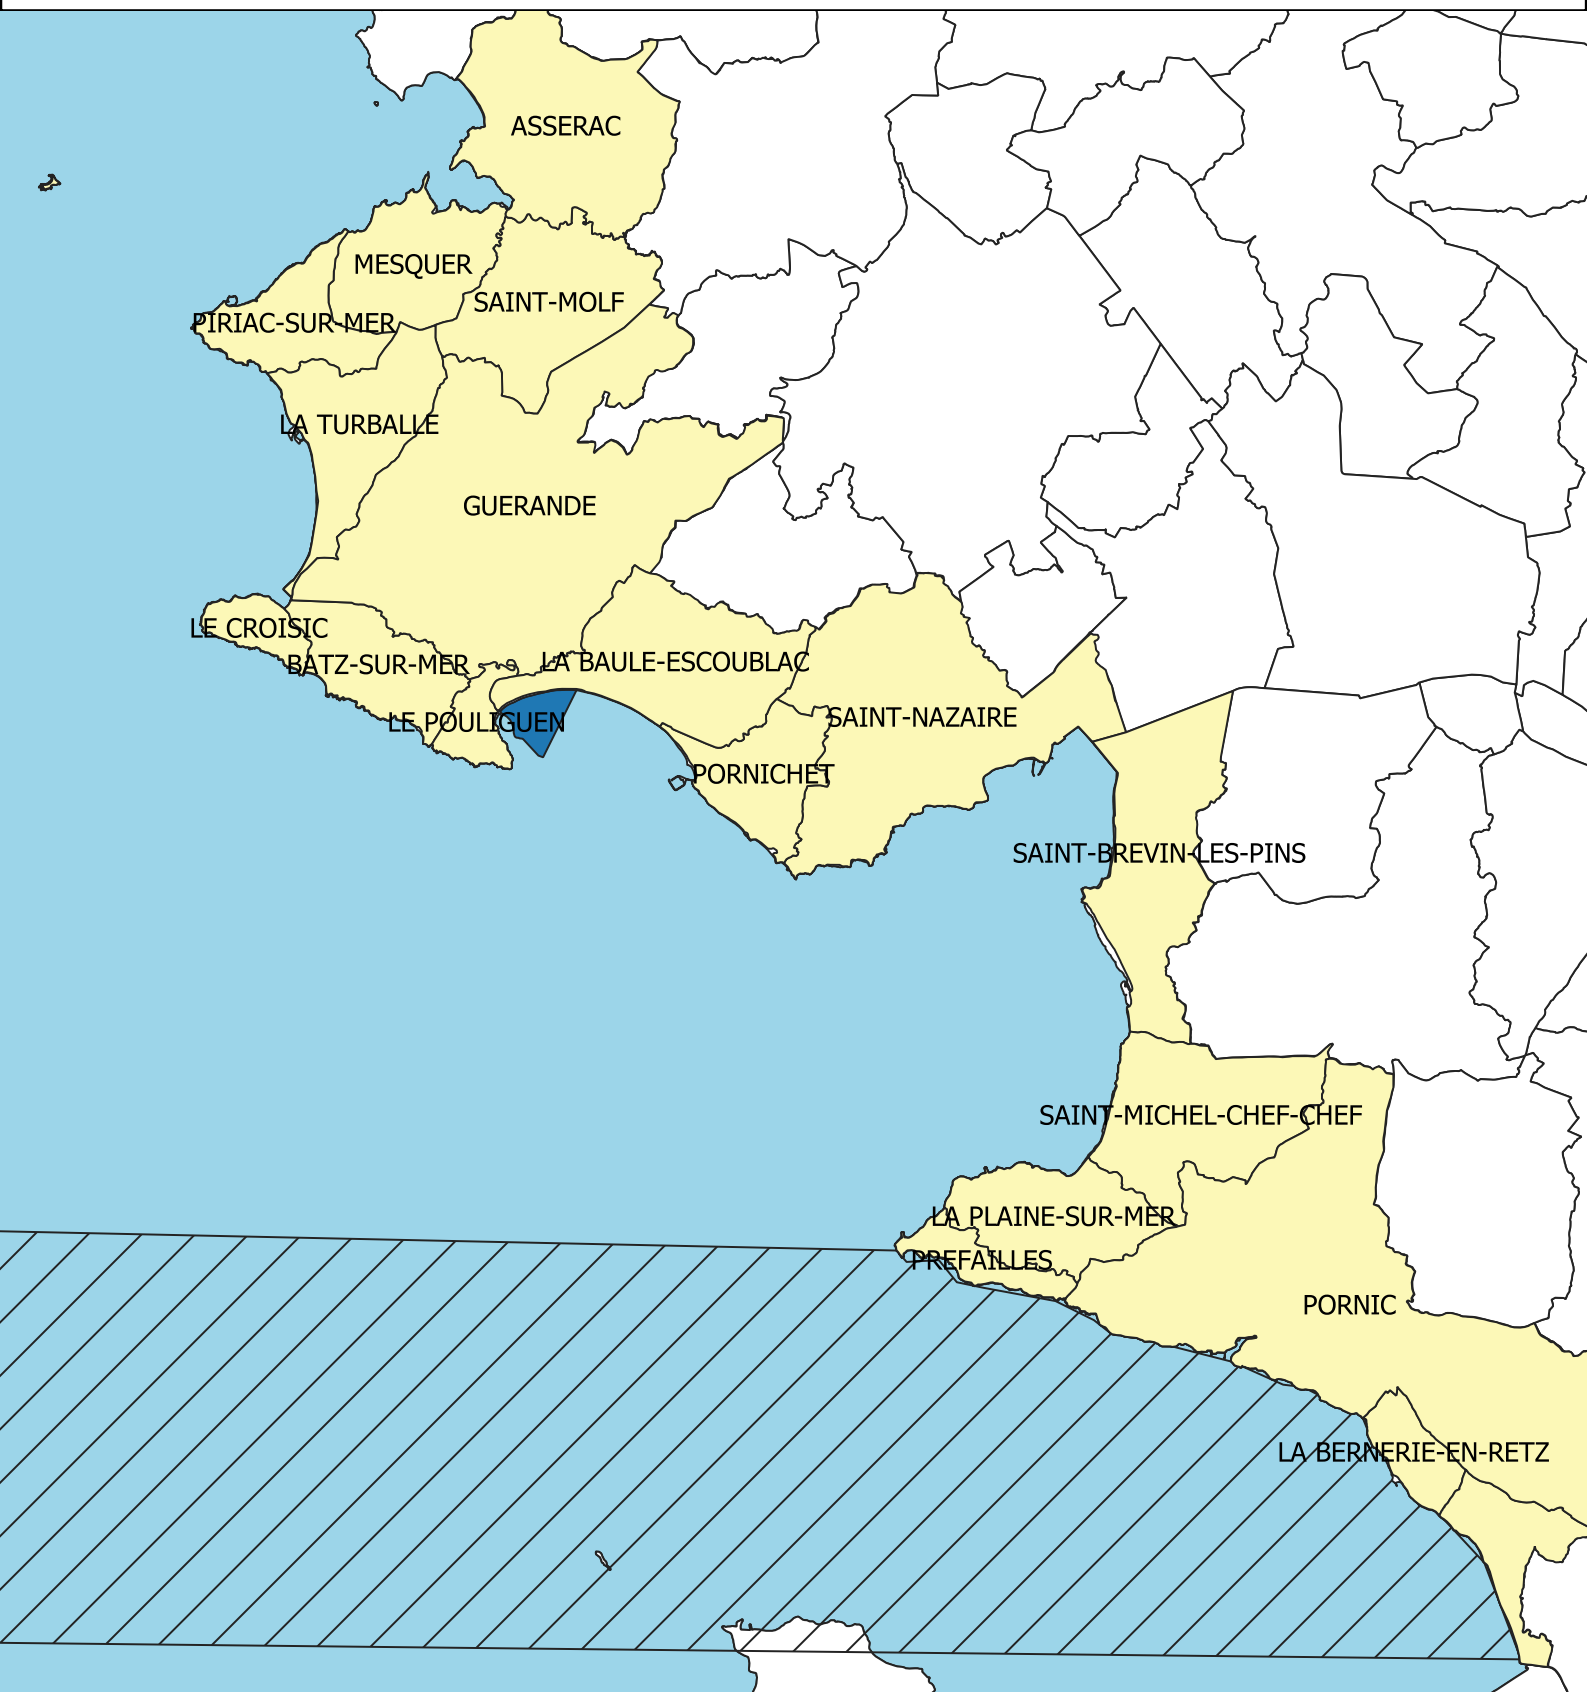 ASSERAC
MESQUER
SAINT-MOLF
PIRIAC-SUR-MER
LA TURBALLE
GUERANDE
LE CROISIC
BATZ-SUR-MER
LA BAULE-ESCOUBLAC
LE POULIGUEN
SAINT-NAZAIRE
PORNICHET
SAINT-BREVIN-LES-PINS
SAINT-MICHEL-CHEF-CHEF
LA PLAINE-SUR-MER
PREFAILLES
PORNIC
LA BERNERIE-EN-RETZ